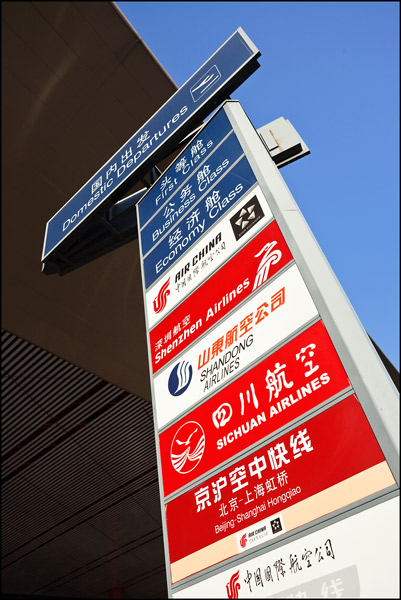 国内出发
Domestic Departures
头等舱
First Class
公务舱
Business Class
经济舱
Economy Class
AIR CHINA
中国国际航空公司
深圳航空
Shenzhen Airlines
山東航空公司
SHANDONG
AIRLINES
四川航空
SICHUAN AIRLINES
京沪空中快线
北京-上海虹桥
Beijing-Shanghai Hongqiao
AIR CHINA
中国国际航空公司
快线